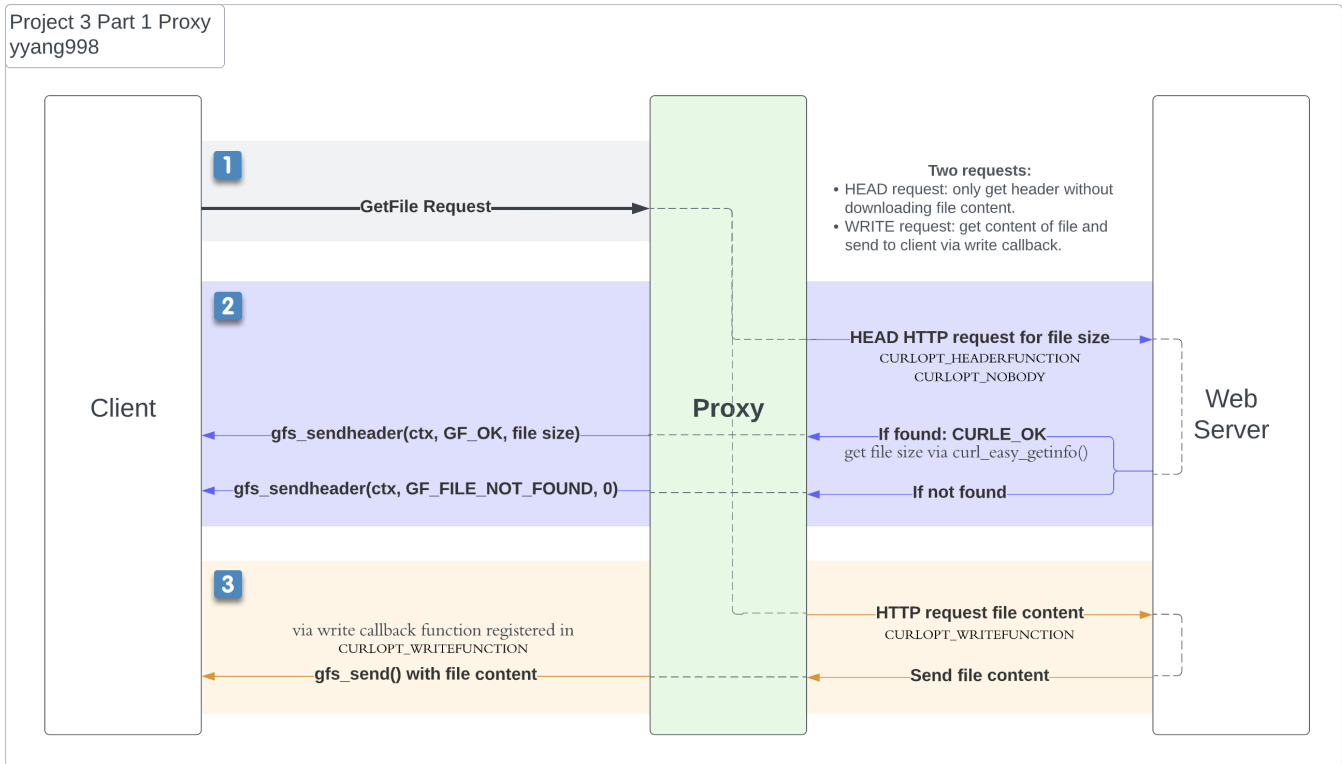 Project 3 Part 1 Proxy
yyang998
1
GetFile Request
Two requests:
• HEAD request: only get header without
downloading file content.
• WRITE request: get content of file and
send to client via write callback.
2
HEAD HTTP request for file size
CURLOPT_HEADERFUNCTION
CURLOPT_NOBODY
Client
Proxy
Web
Server
gfs_sendheader(ctx, GF_OK, file size)
If found: CURLE_OK
get file size via curl_easy_getinfo()
gfs_sendheader(ctx, GF_FILE_NOT_FOUND, 0)
If not found
3
HTTP request file content
CURLOPT_WRITEFUNCTION
via write callback function registered in
CURLOPT_WRITEFUNCTION
gfs_send() with file content
Send file content